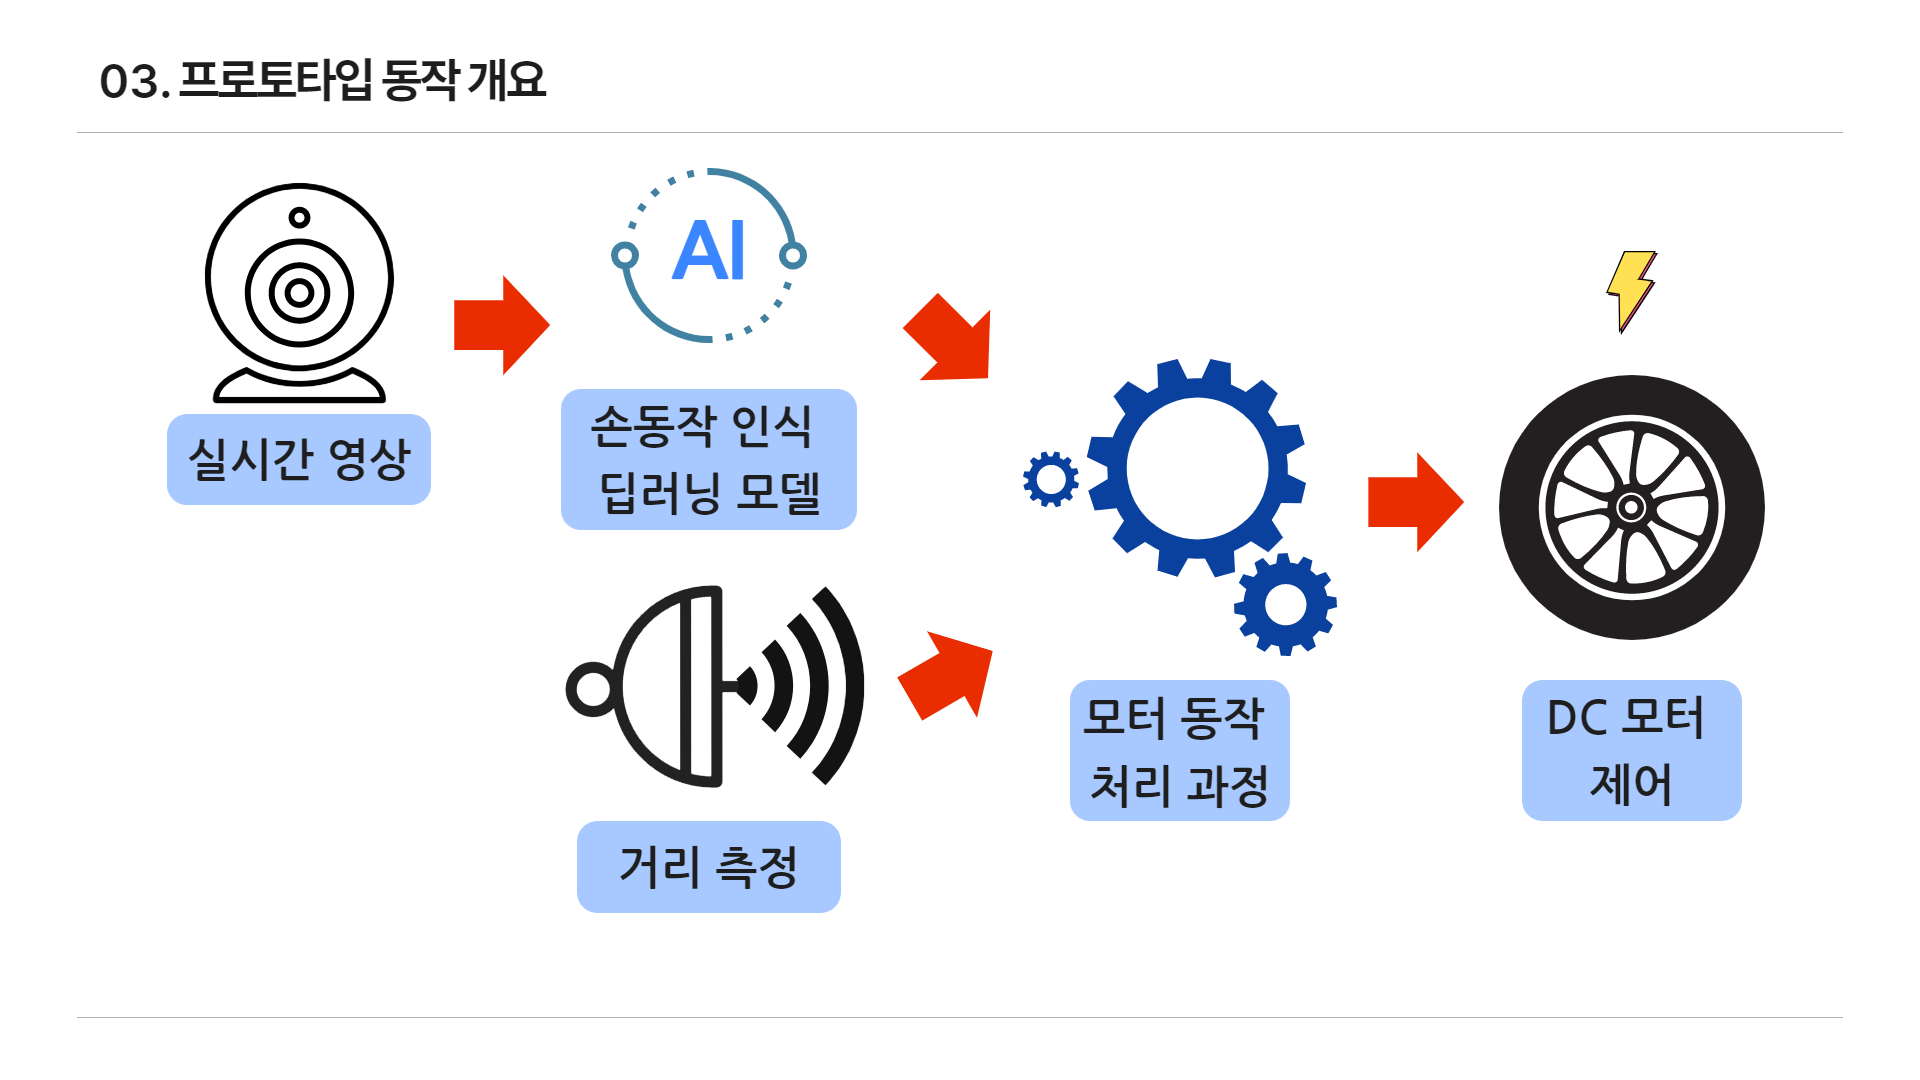 03. 프로토타입 동작 개요
실시간 영상
AI
손동작 인식
딥러닝 모델
거리 측정
모터 동작
처리 과정
DC 모터
제어